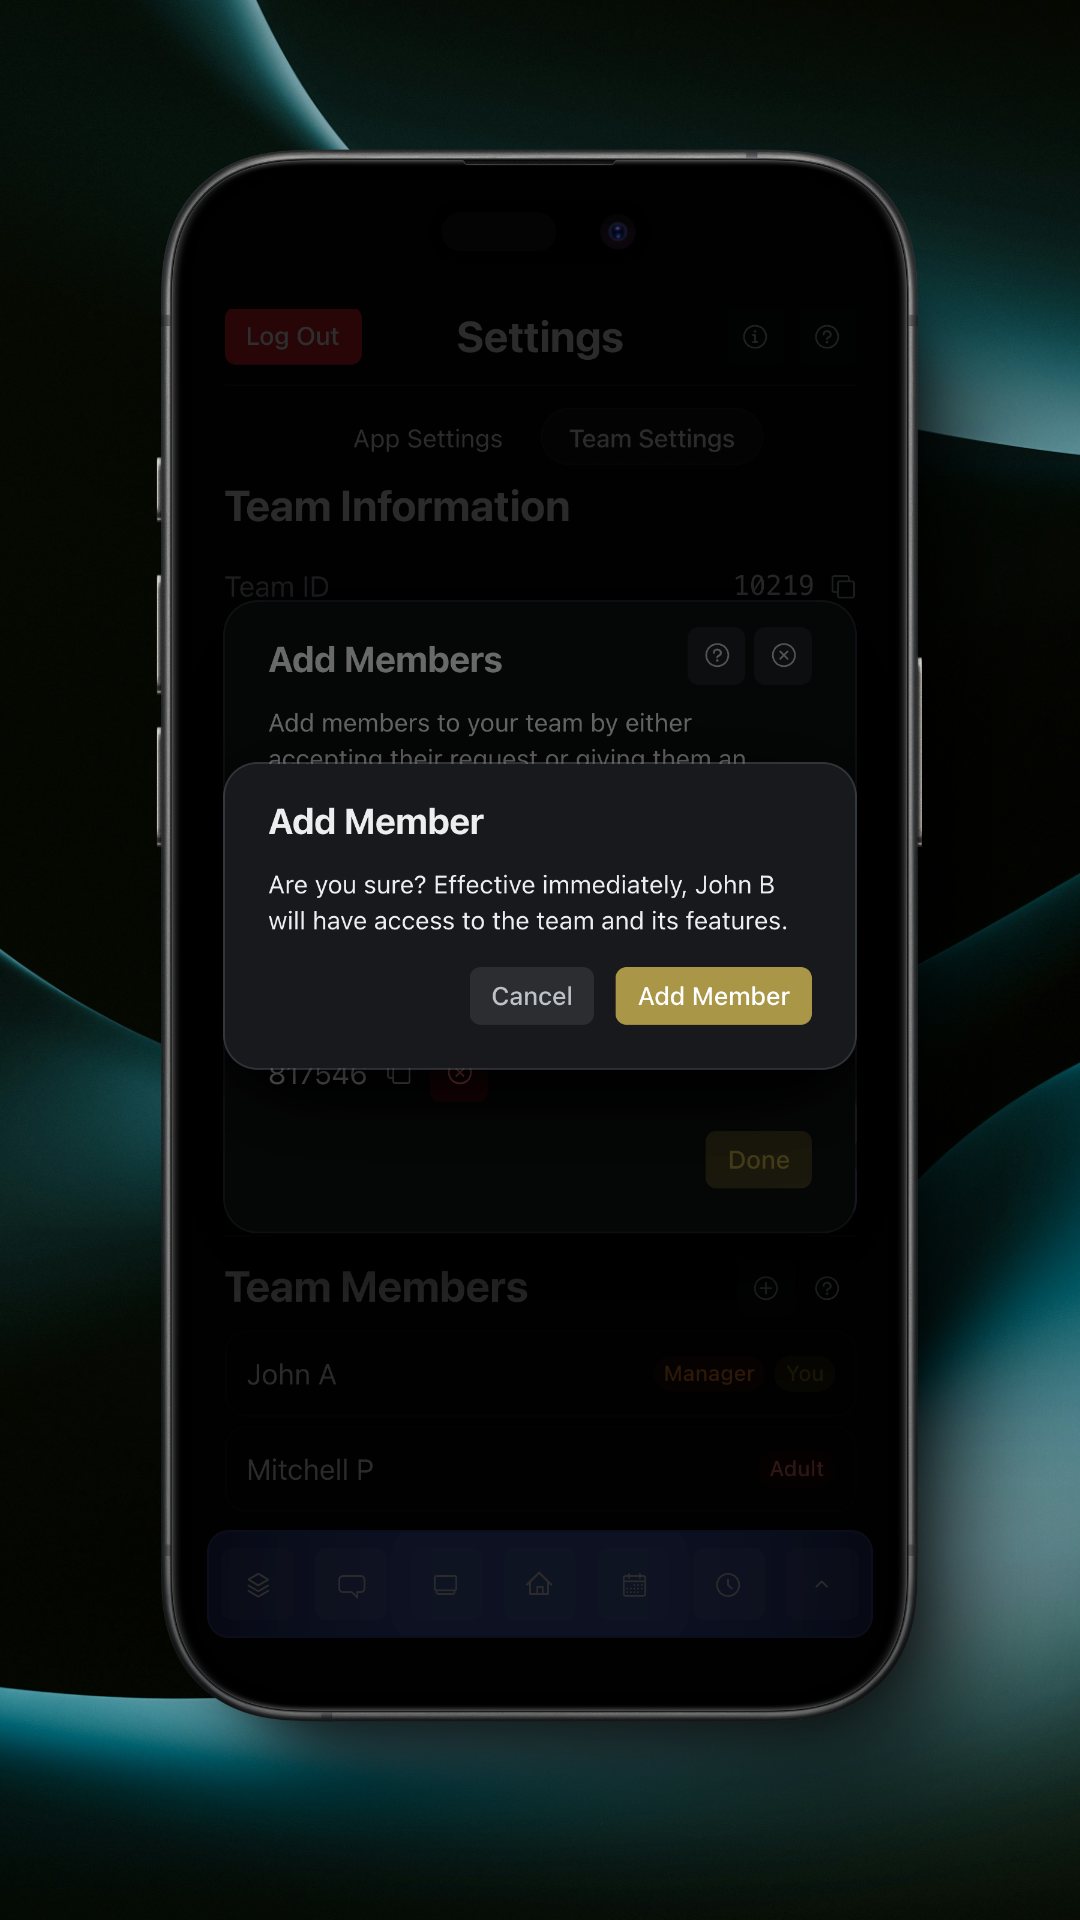 Log Out
Settings
App Settings
Team Settings
Team Information
Team ID
10219
Add Members
Add members to your team by either
accepting their request or giving them an
Add Member
Are you sure? Effective immediately, John B
will have access to the team and its features.
Cancel
Add Member
817546
Done
Team Members
John A
Manager
You
Mitchell P
Adult